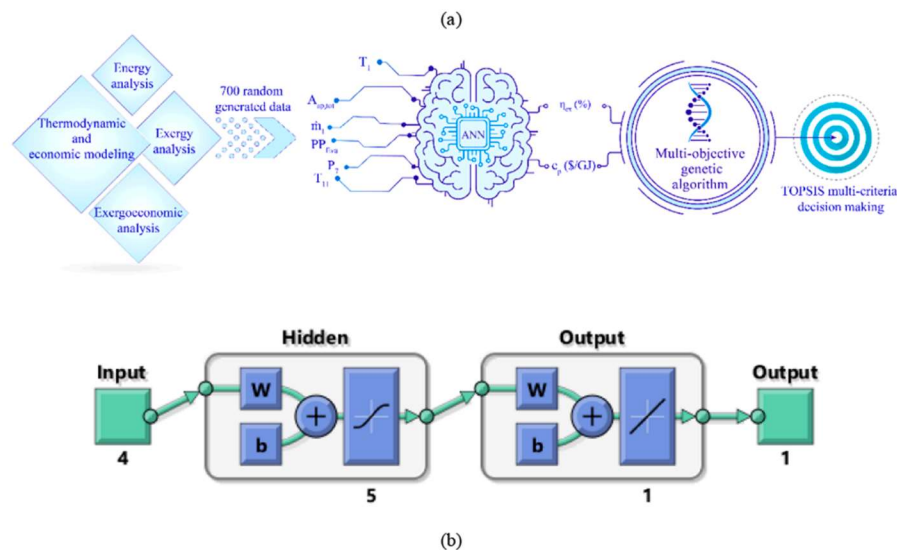 (a)
Energy
analysis
Thermodynamic
and
economic modeling
Exergy
analysis
Exergoeconomic
analysis
700 random
generated data
T₁
A
ṁ₁
PP
P₇
T₁₁
ANN
(%)
cₚ ($/GJ)
Multi-objective
genetic
algorithm
TOPSIS multi-criteria
decision making
Hidden
Output
Input
W
b
+
W
b
+
Output
4
5
1
1
(b)